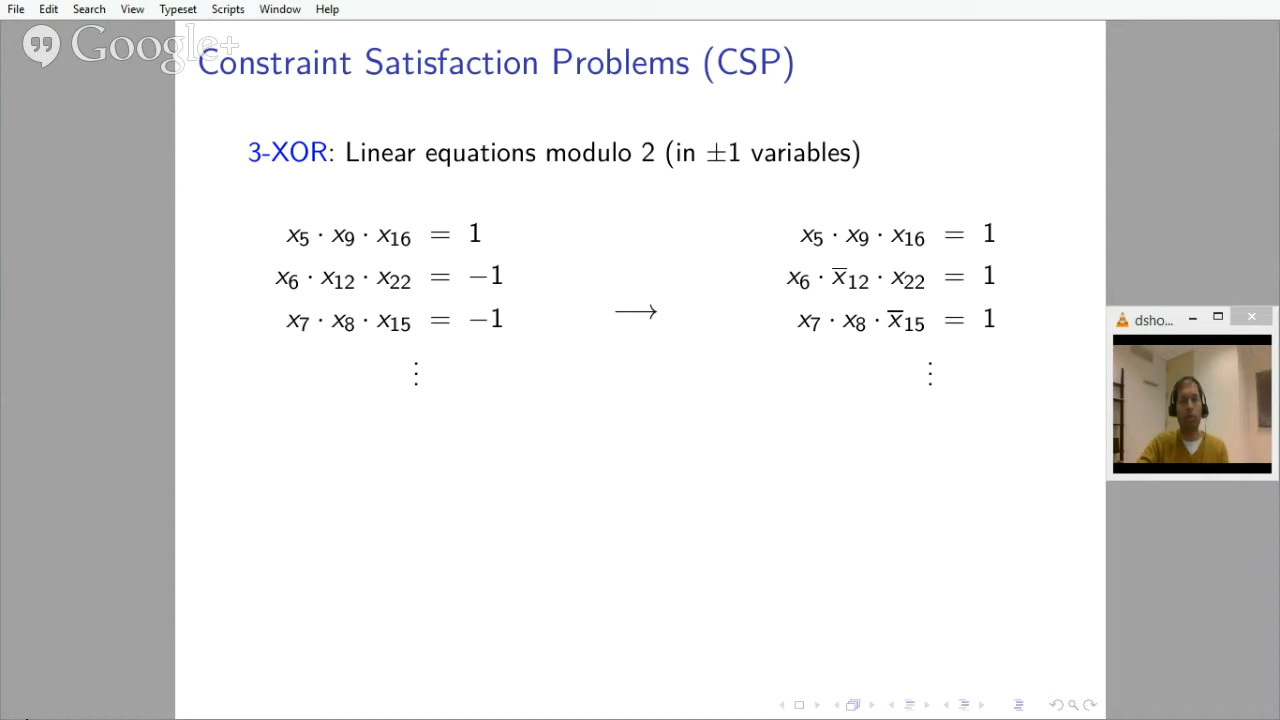 File Edit Search View Typeset Scripts Window Help
Google+
Constraint Satisfaction Problems (CSP)
3-XOR: Linear equations modulo 2 (in ±1 variables)
x₅ · x₉ · x₁₆ = 1
x₆ · x₁₂ · x₂₂ = −1
x₇ · x₈ · x₁₅ = −1
⋮
⟶
x₅ · x₉ · x₁₆ = 1
x₆ · x̅₁₂ · x₂₂ = 1
x₇ · x₈ · x̅₁₅ = 1
⋮
dsho...